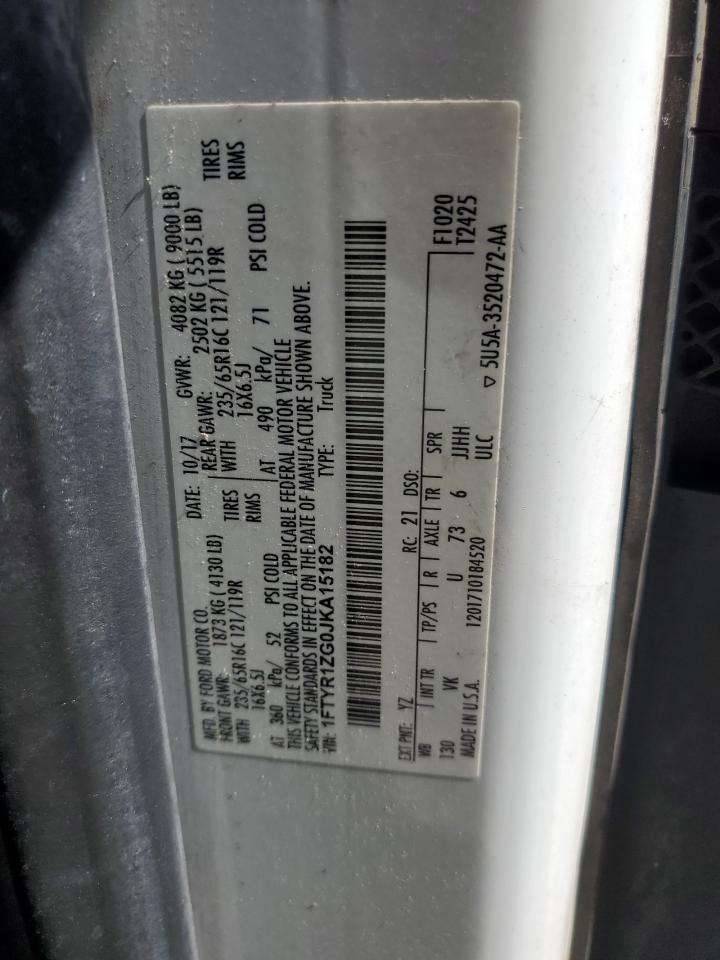 MFD. BY FORD MOTOR CO.
DATE: 10/17 GVWR: 4082 KG ( 9000 LB)
FRONT GAWR: 1873 KG ( 4130 LB) REAR GAWR: 2502 KG ( 5515 LB)
WITH 235/65R16C 121/119R TIRES WITH 235/65R16C 121/119R TIRES
16X6.5J RIMS 16X6.5J RIMS
AT 360 kPa/ 52 PSI COLD AT 490 kPa/ 71 PSI COLD
THIS VEHICLE CONFORMS TO ALL APPLICABLE FEDERAL MOTOR VEHICLE
SAFETY STANDARDS IN EFFECT ON THE DATE OF MANUFACTURE SHOWN ABOVE.
VIN: 1FTYR1ZG0JKA15182 TYPE: Truck
EXT PNT: YZ RC: 21 DSO: F1020
WB INT TR TP/PS R AXLE TR SPR T2425
130 VK U 73 6 JJHH
MADE IN U.S.A. 1201710184520 ULC ▽ 5U5A-3520472-AA